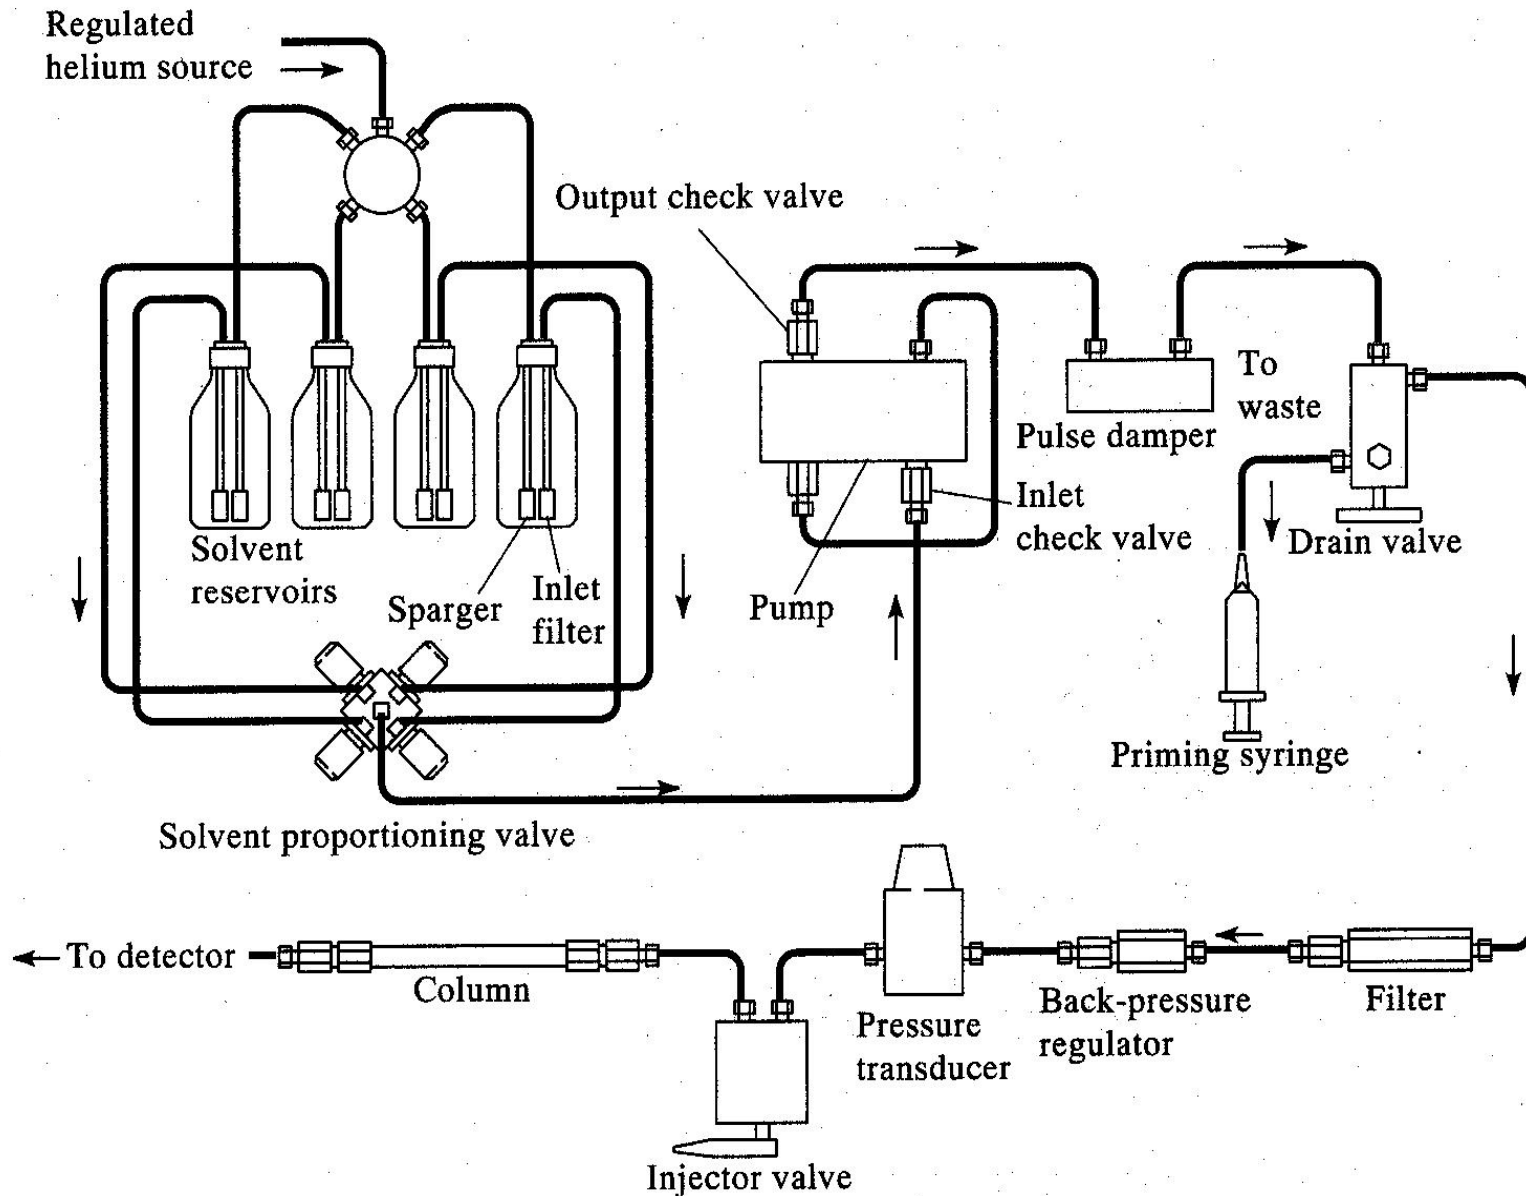 Regulated
helium source
Output check valve
To
waste
Pulse damper
Inlet
check valve
Drain valve
Solvent
reservoirs
Sparger
Inlet
filter
Pump
Priming syringe
Solvent proportioning valve
To detector
Column
Pressure
transducer
Back-pressure
regulator
Filter
Injector valve